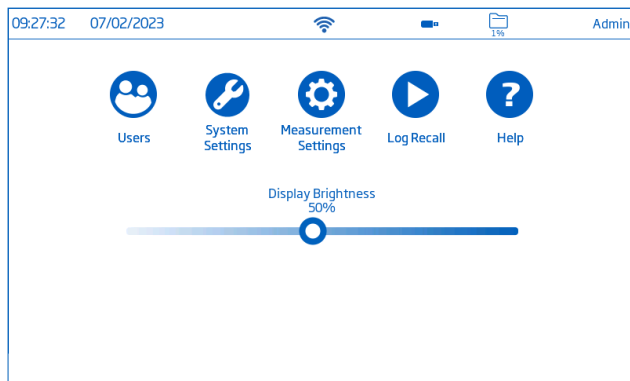 09:27:32 07/02/2023 1% Admin
Users
System
Settings
Measurement
Settings
Log Recall
Help
Display Brightness
50%